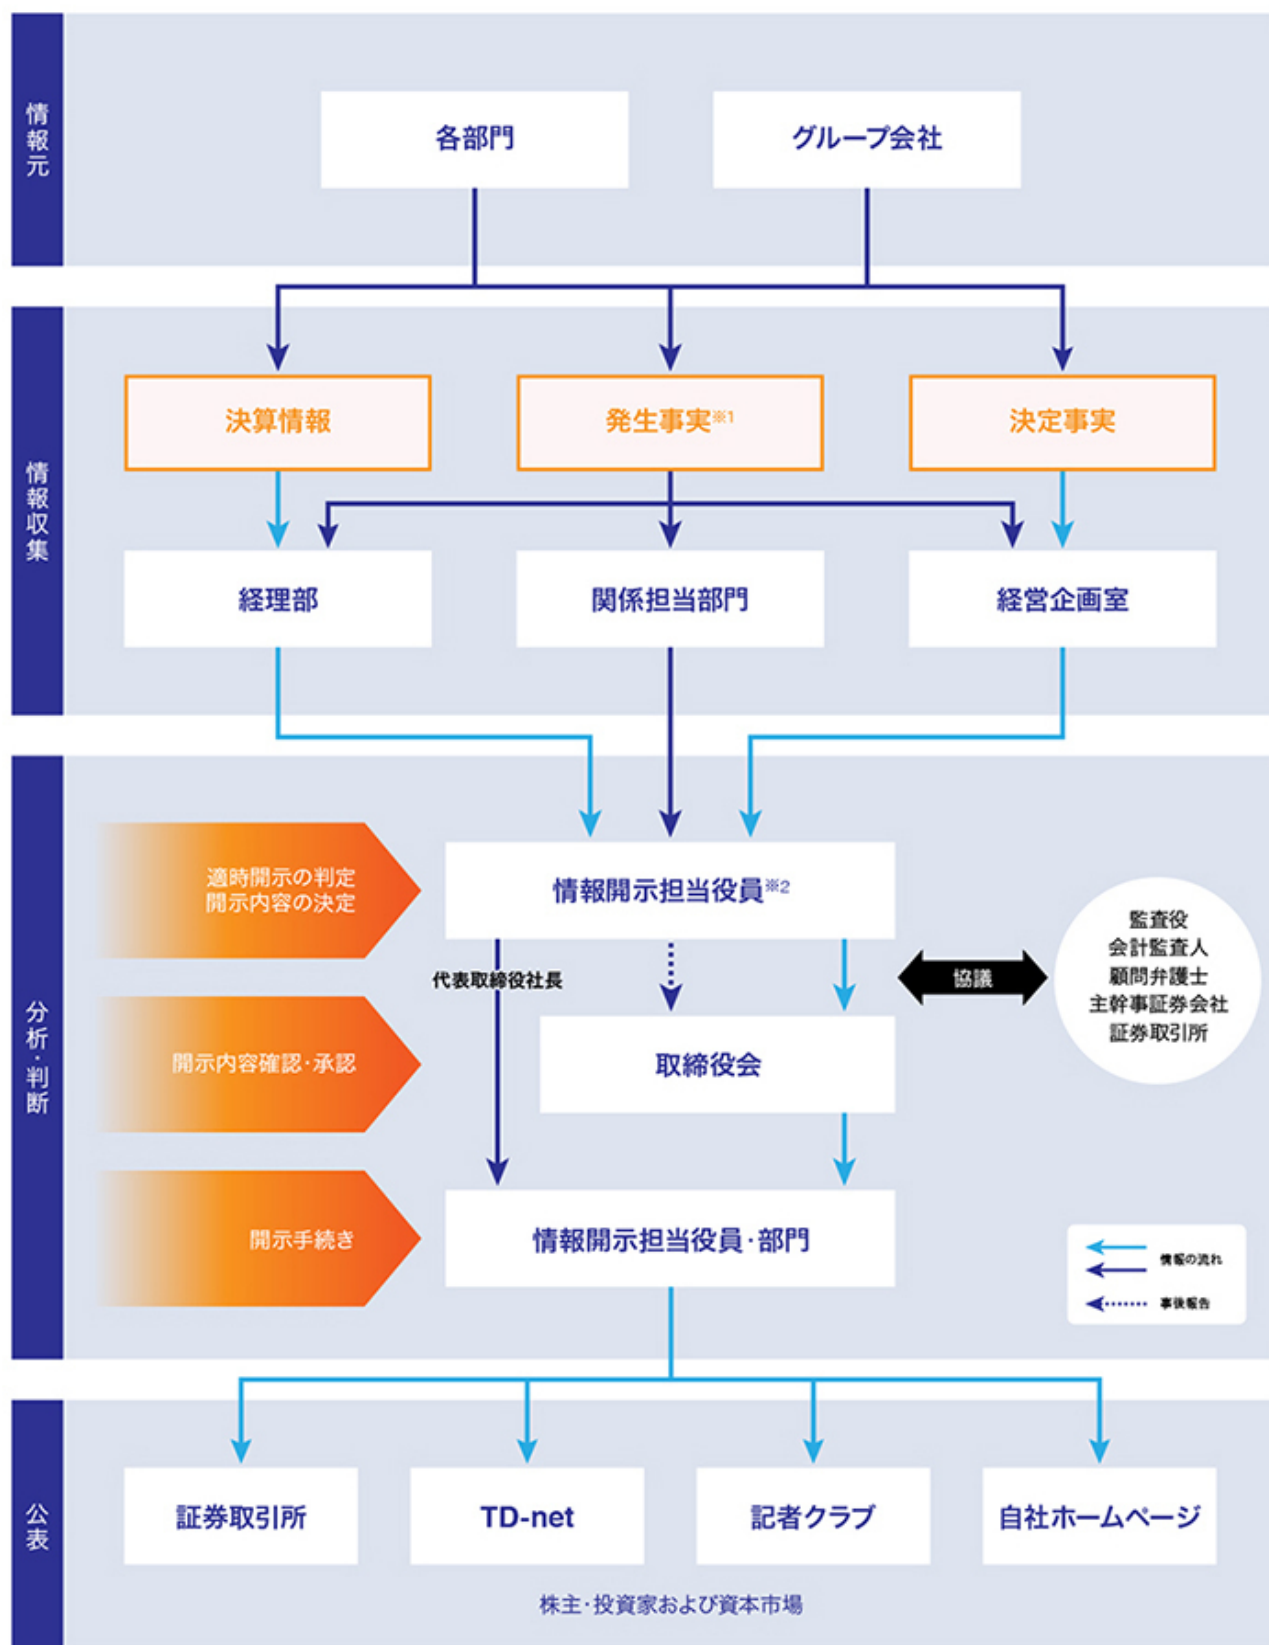 情報元
各部門
グループ会社
情報収集
決算情報
発生事実※1
決定事実
経理部
関係担当部門
経営企画室
分析・判断
適時開示の判定
開示内容の決定
情報開示担当役員※2
代表取締役社長
協議
監査役
会計監査人
顧問弁護士
主幹事証券会社
証券取引所
開示内容確認・承認
取締役会
開示手続き
情報開示担当役員・部門
情報の流れ
事後報告
公表
証券取引所
TD-net
記者クラブ
自社ホームページ
株主・投資家および資本市場